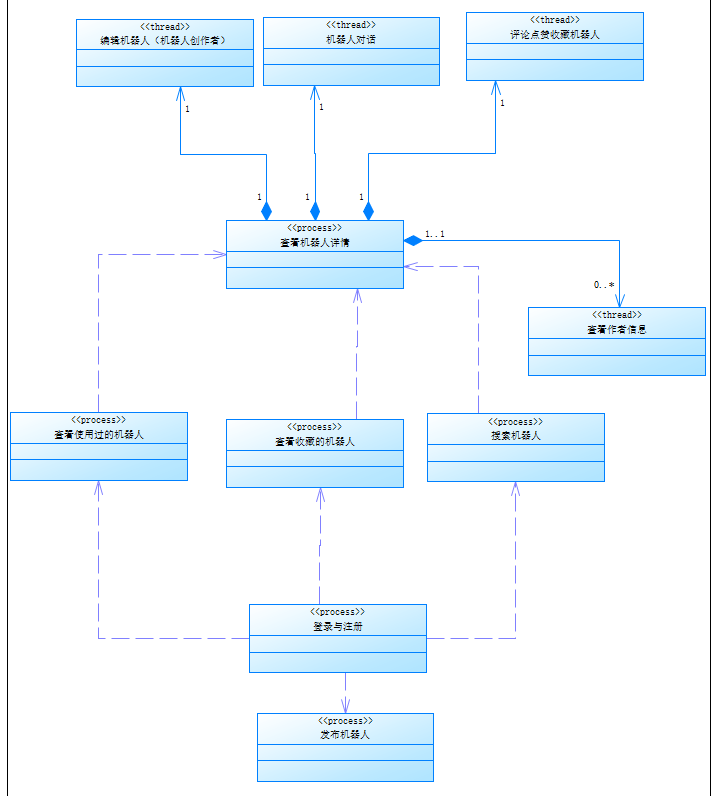 <<thread>>
编辑机器人（机器人创作者）
<<thread>>
机器人对话
<<thread>>
评论点赞收藏机器人
1
1
1
1
1
1
<<process>>
查看机器人详情
1..1
0..*
<<thread>>
查看作者信息
<<process>>
查看使用过的机器人
<<process>>
查看收藏的机器人
<<process>>
搜索机器人
<<process>>
登录与注册
<<process>>
发布机器人